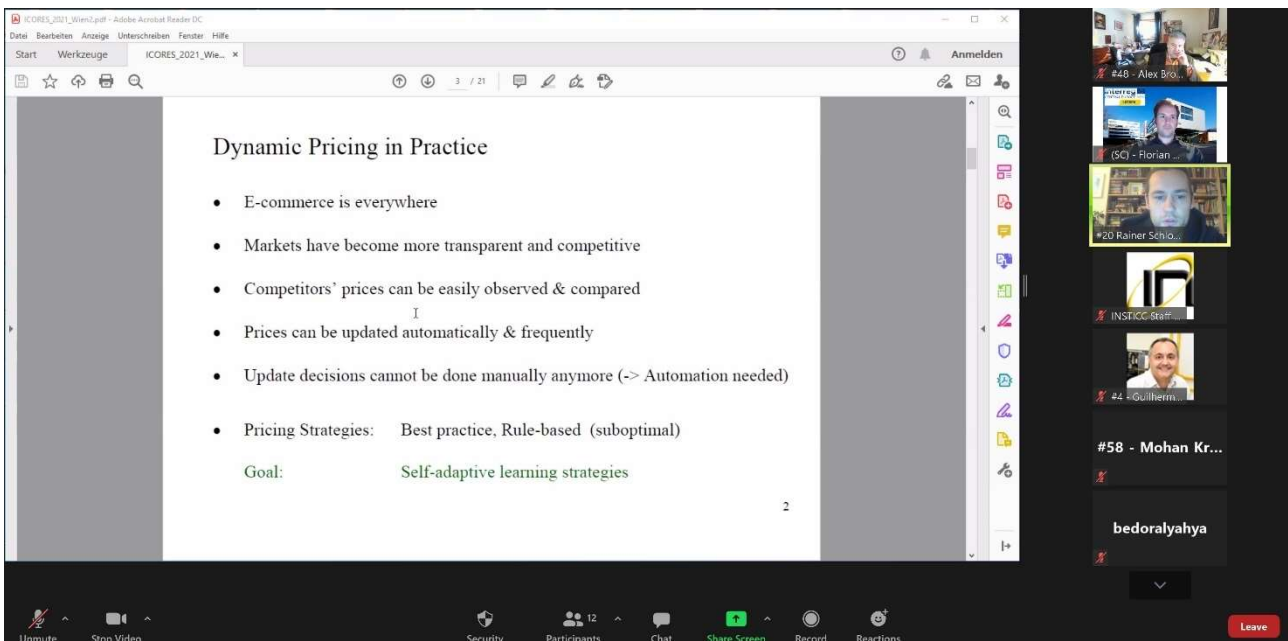 ICORES_2021_Wien2.pdf - Adobe Acrobat Reader DC
Datei Bearbeiten Anzeige Unterschreiben Fenster Hilfe
Start Werkzeuge ICORES_2021_Wie... × Anmelden
3 / 21
Dynamic Pricing in Practice
• E-commerce is everywhere
• Markets have become more transparent and competitive
• Competitors' prices can be easily observed & compared
• Prices can be updated automatically & frequently
• Update decisions cannot be done manually anymore (-> Automation needed)
• Pricing Strategies: Best practice, Rule-based (suboptimal)
Goal: Self-adaptive learning strategies
2
#48 - Alex Bro...
(SC) - Florian ...
#20 Rainer Schlo...
INSTICC Staff ...
#4 - Guilherm...
#58 - Mohan Kr...
bedoralyahya
Unmute Stop Video Security Participants 12 Chat Share Screen Record Reactions Leave